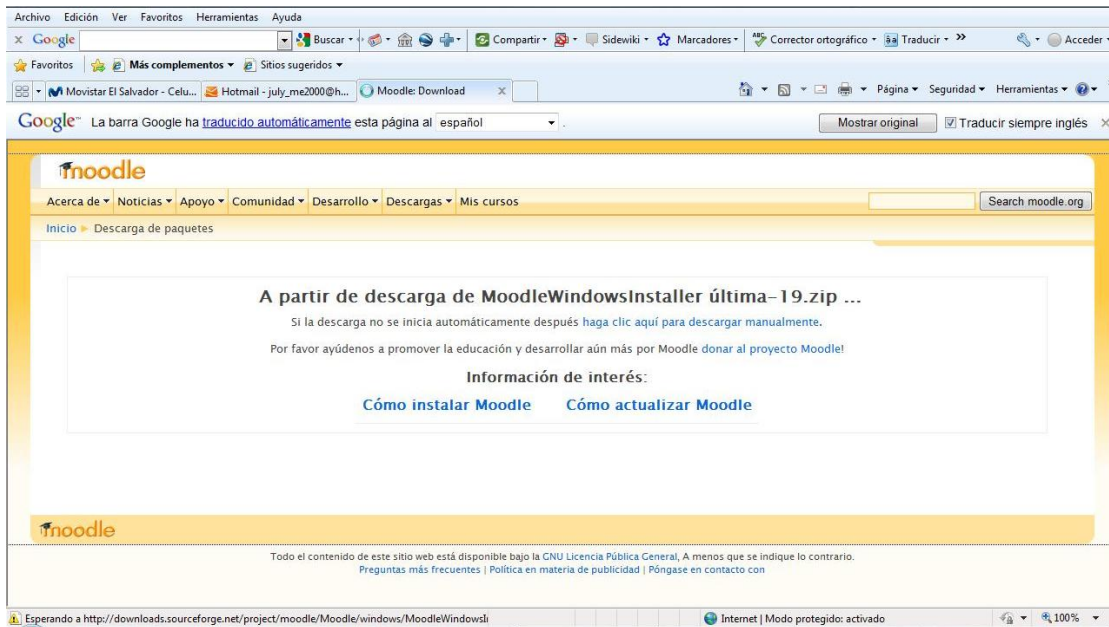 Archivo Edición Ver Favoritos Herramientas Ayuda
Google Buscar Compartir Sidewiki Marcadores Corrector ortográfico Traducir Acceder
Favoritos Más complementos Sitios sugeridos
Movistar El Salvador - Celu... Hotmail - july_me2000@h... Moodle: Download Página Seguridad Herramientas
Google™ La barra Google ha traducido automáticamente esta página al español . Mostrar original Traducir siempre inglés
moodle
Acerca de Noticias Apoyo Comunidad Desarrollo Descargas Mis cursos Search moodle.org
Inicio ► Descarga de paquetes
A partir de descarga de MoodleWindowsInstaller última-19.zip ...
Si la descarga no se inicia automáticamente después haga clic aquí para descargar manualmente.
Por favor ayúdenos a promover la educación y desarrollar aún más por Moodle donar al proyecto Moodle!
Información de interés:
Cómo instalar Moodle Cómo actualizar Moodle
moodle
Todo el contenido de este sitio web está disponible bajo la GNU Licencia Pública General, A menos que se indique lo contrario.
Preguntas más frecuentes | Política en materia de publicidad | Póngase en contacto con
Esperando a http://downloads.sourceforge.net/project/moodle/Moodle/windows/MoodleWindowsI Internet | Modo protegido: activado 100%